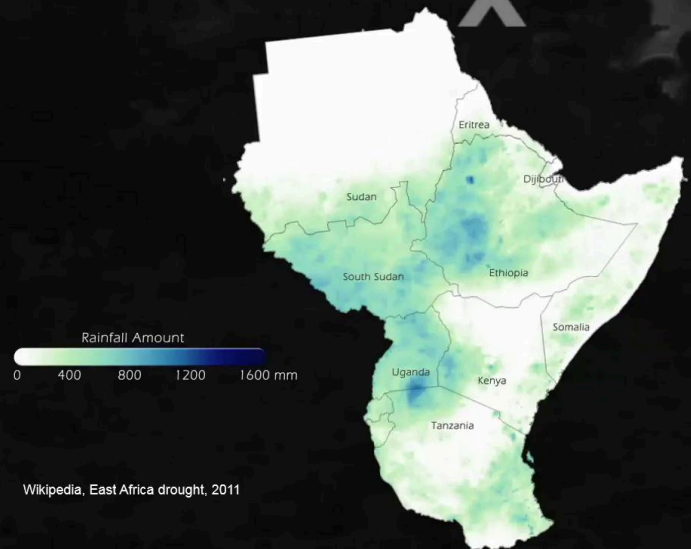 Eritrea
Djibouti
Sudan
Ethiopia
South Sudan
Somalia
Rainfall Amount
0 400 800 1200 1600 mm
Uganda
Kenya
Tanzania
Wikipedia, East Africa drought, 2011